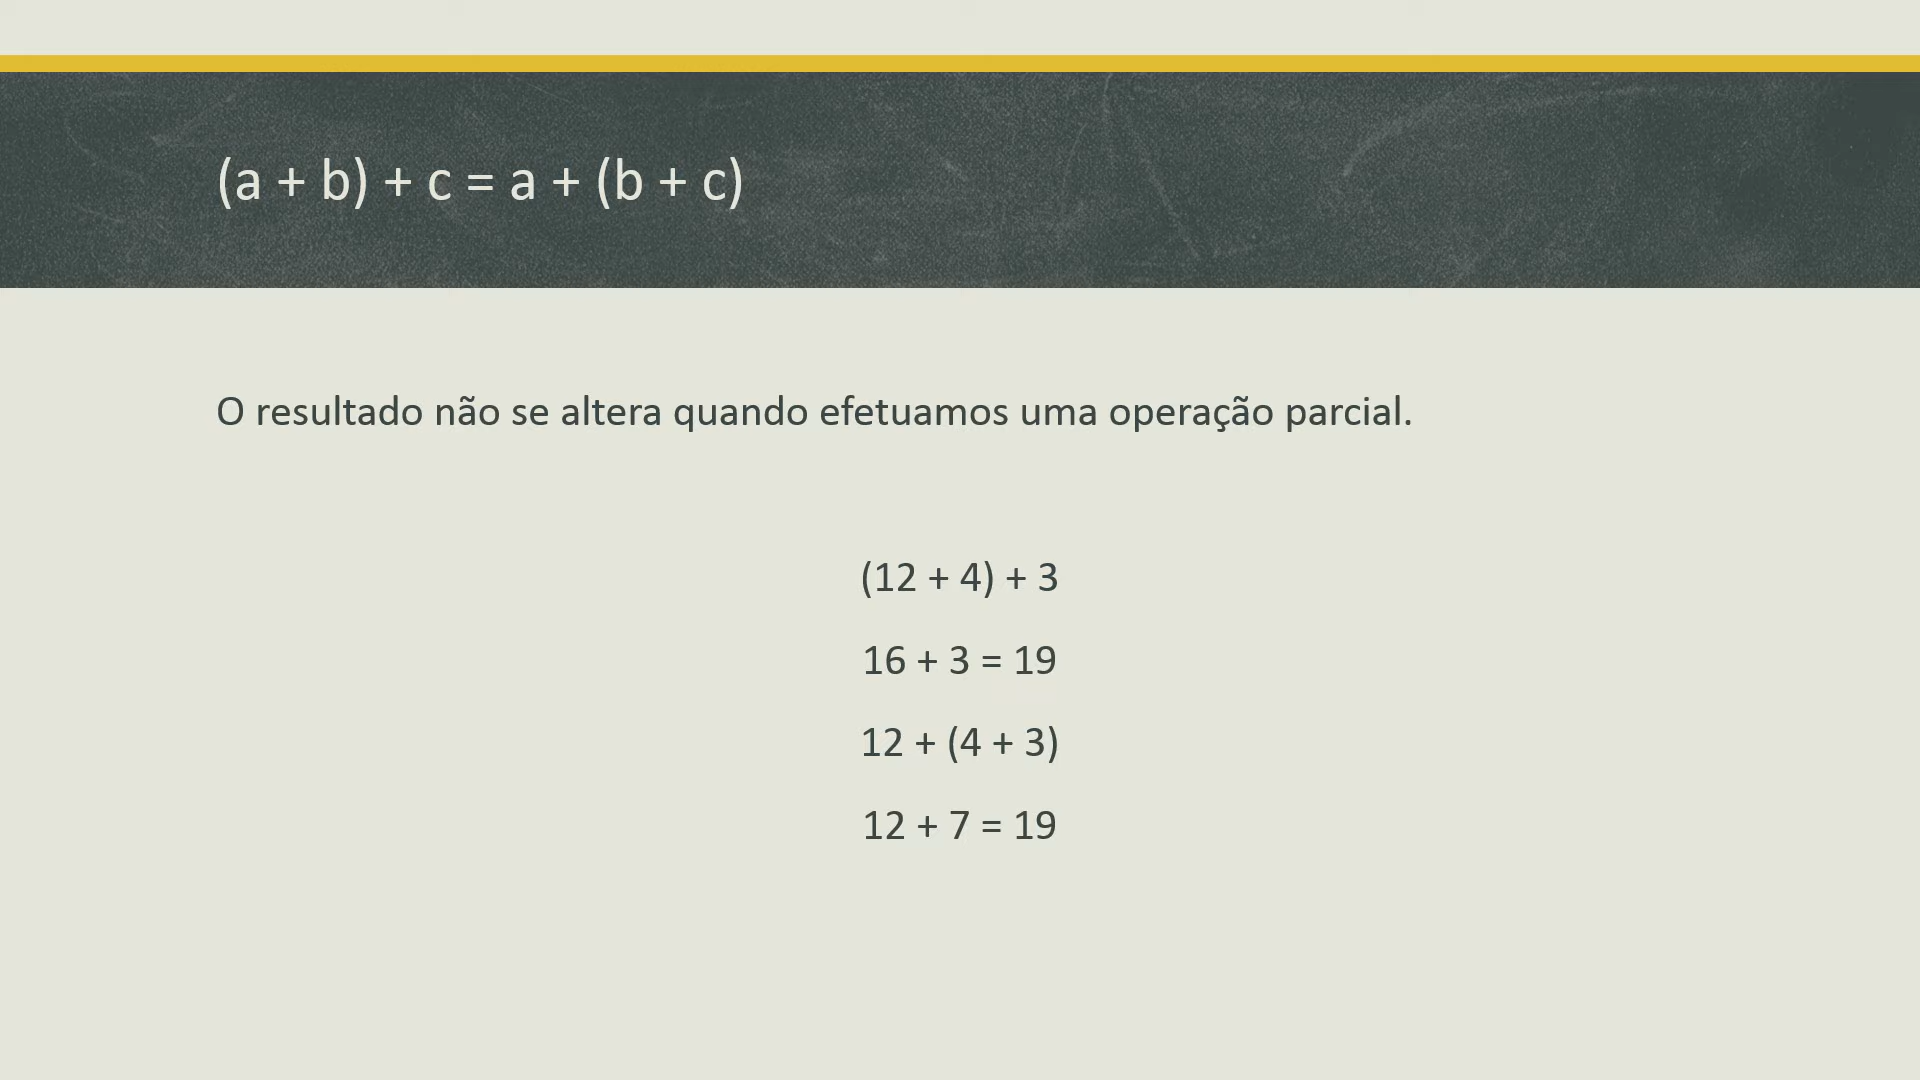 (a + b) + c = a + (b + c)
O resultado não se altera quando efetuamos uma operação parcial.
(12 + 4) + 3
16 + 3 = 19
12 + (4 + 3)
12 + 7 = 19